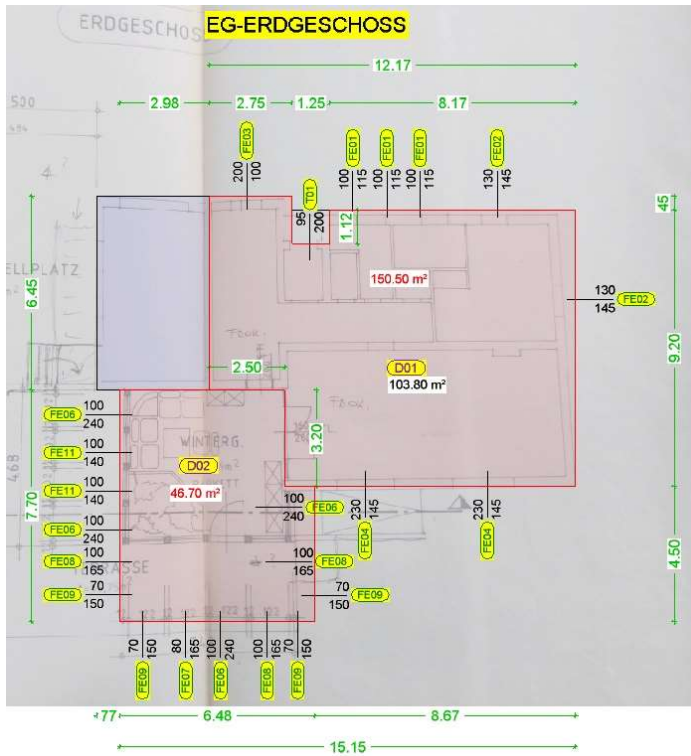 ERDGESCHOSS
EG-ERDGESCHOSS
12.17
2.98
2.75
1.25
8.17
500
494
FE03
200
100
T01
95
200
FE01
100
115
FE01
100
115
FE01
100
115
FE02
130
145
45
1.12
150.50 m²
130
145
FE02
ELLPLATZ
6.45
9.20
2.50
D01
103.80 m²
3.20
FE06
100
240
FE11
100
140
FE11
100
140
FE06
100
240
FE08
100
165
FE09
70
150
468
7.70
WINTERG.
D02
46.70 m²
100
240
FE06
100
165
FE08
70
150
FE09
230
145
FE04
230
145
FE04
4.50
70
150
FE09
80
165
FE07
100
240
FE06
100
165
FE08
70
150
FE09
77
6.48
8.67
15.15